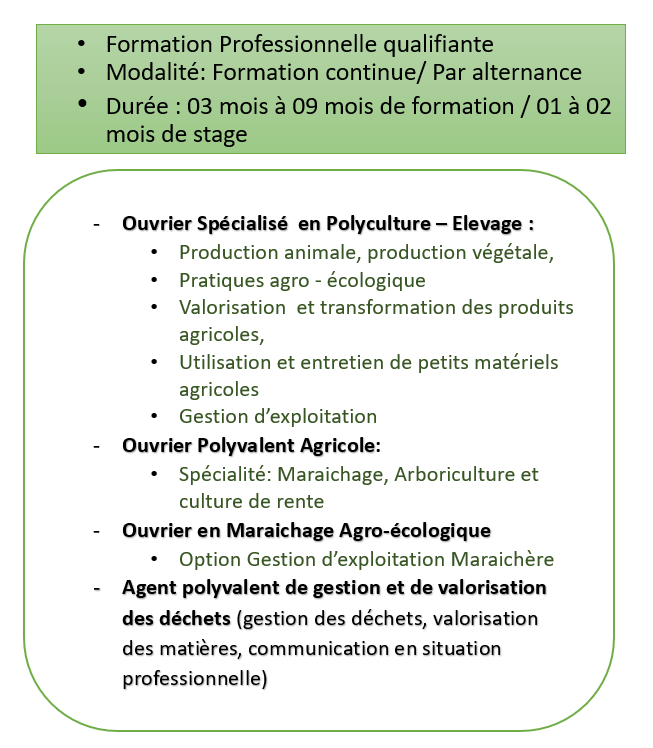 • Formation Professionnelle qualifiante
• Modalité: Formation continue/ Par alternance
• Durée : 03 mois à 09 mois de formation / 01 à 02
mois de stage
- Ouvrier Spécialisé en Polyculture – Elevage :
• Production animale, production végétale,
• Pratiques agro - écologique
• Valorisation et transformation des produits
agricoles,
• Utilisation et entretien de petits matériels
agricoles
• Gestion d’exploitation
- Ouvrier Polyvalent Agricole:
• Spécialité: Maraichage, Arboriculture et
culture de rente
- Ouvrier en Maraichage Agro-écologique
• Option Gestion d’exploitation Maraichère
- Agent polyvalent de gestion et de valorisation
des déchets (gestion des déchets, valorisation
des matières, communication en situation
professionnelle)